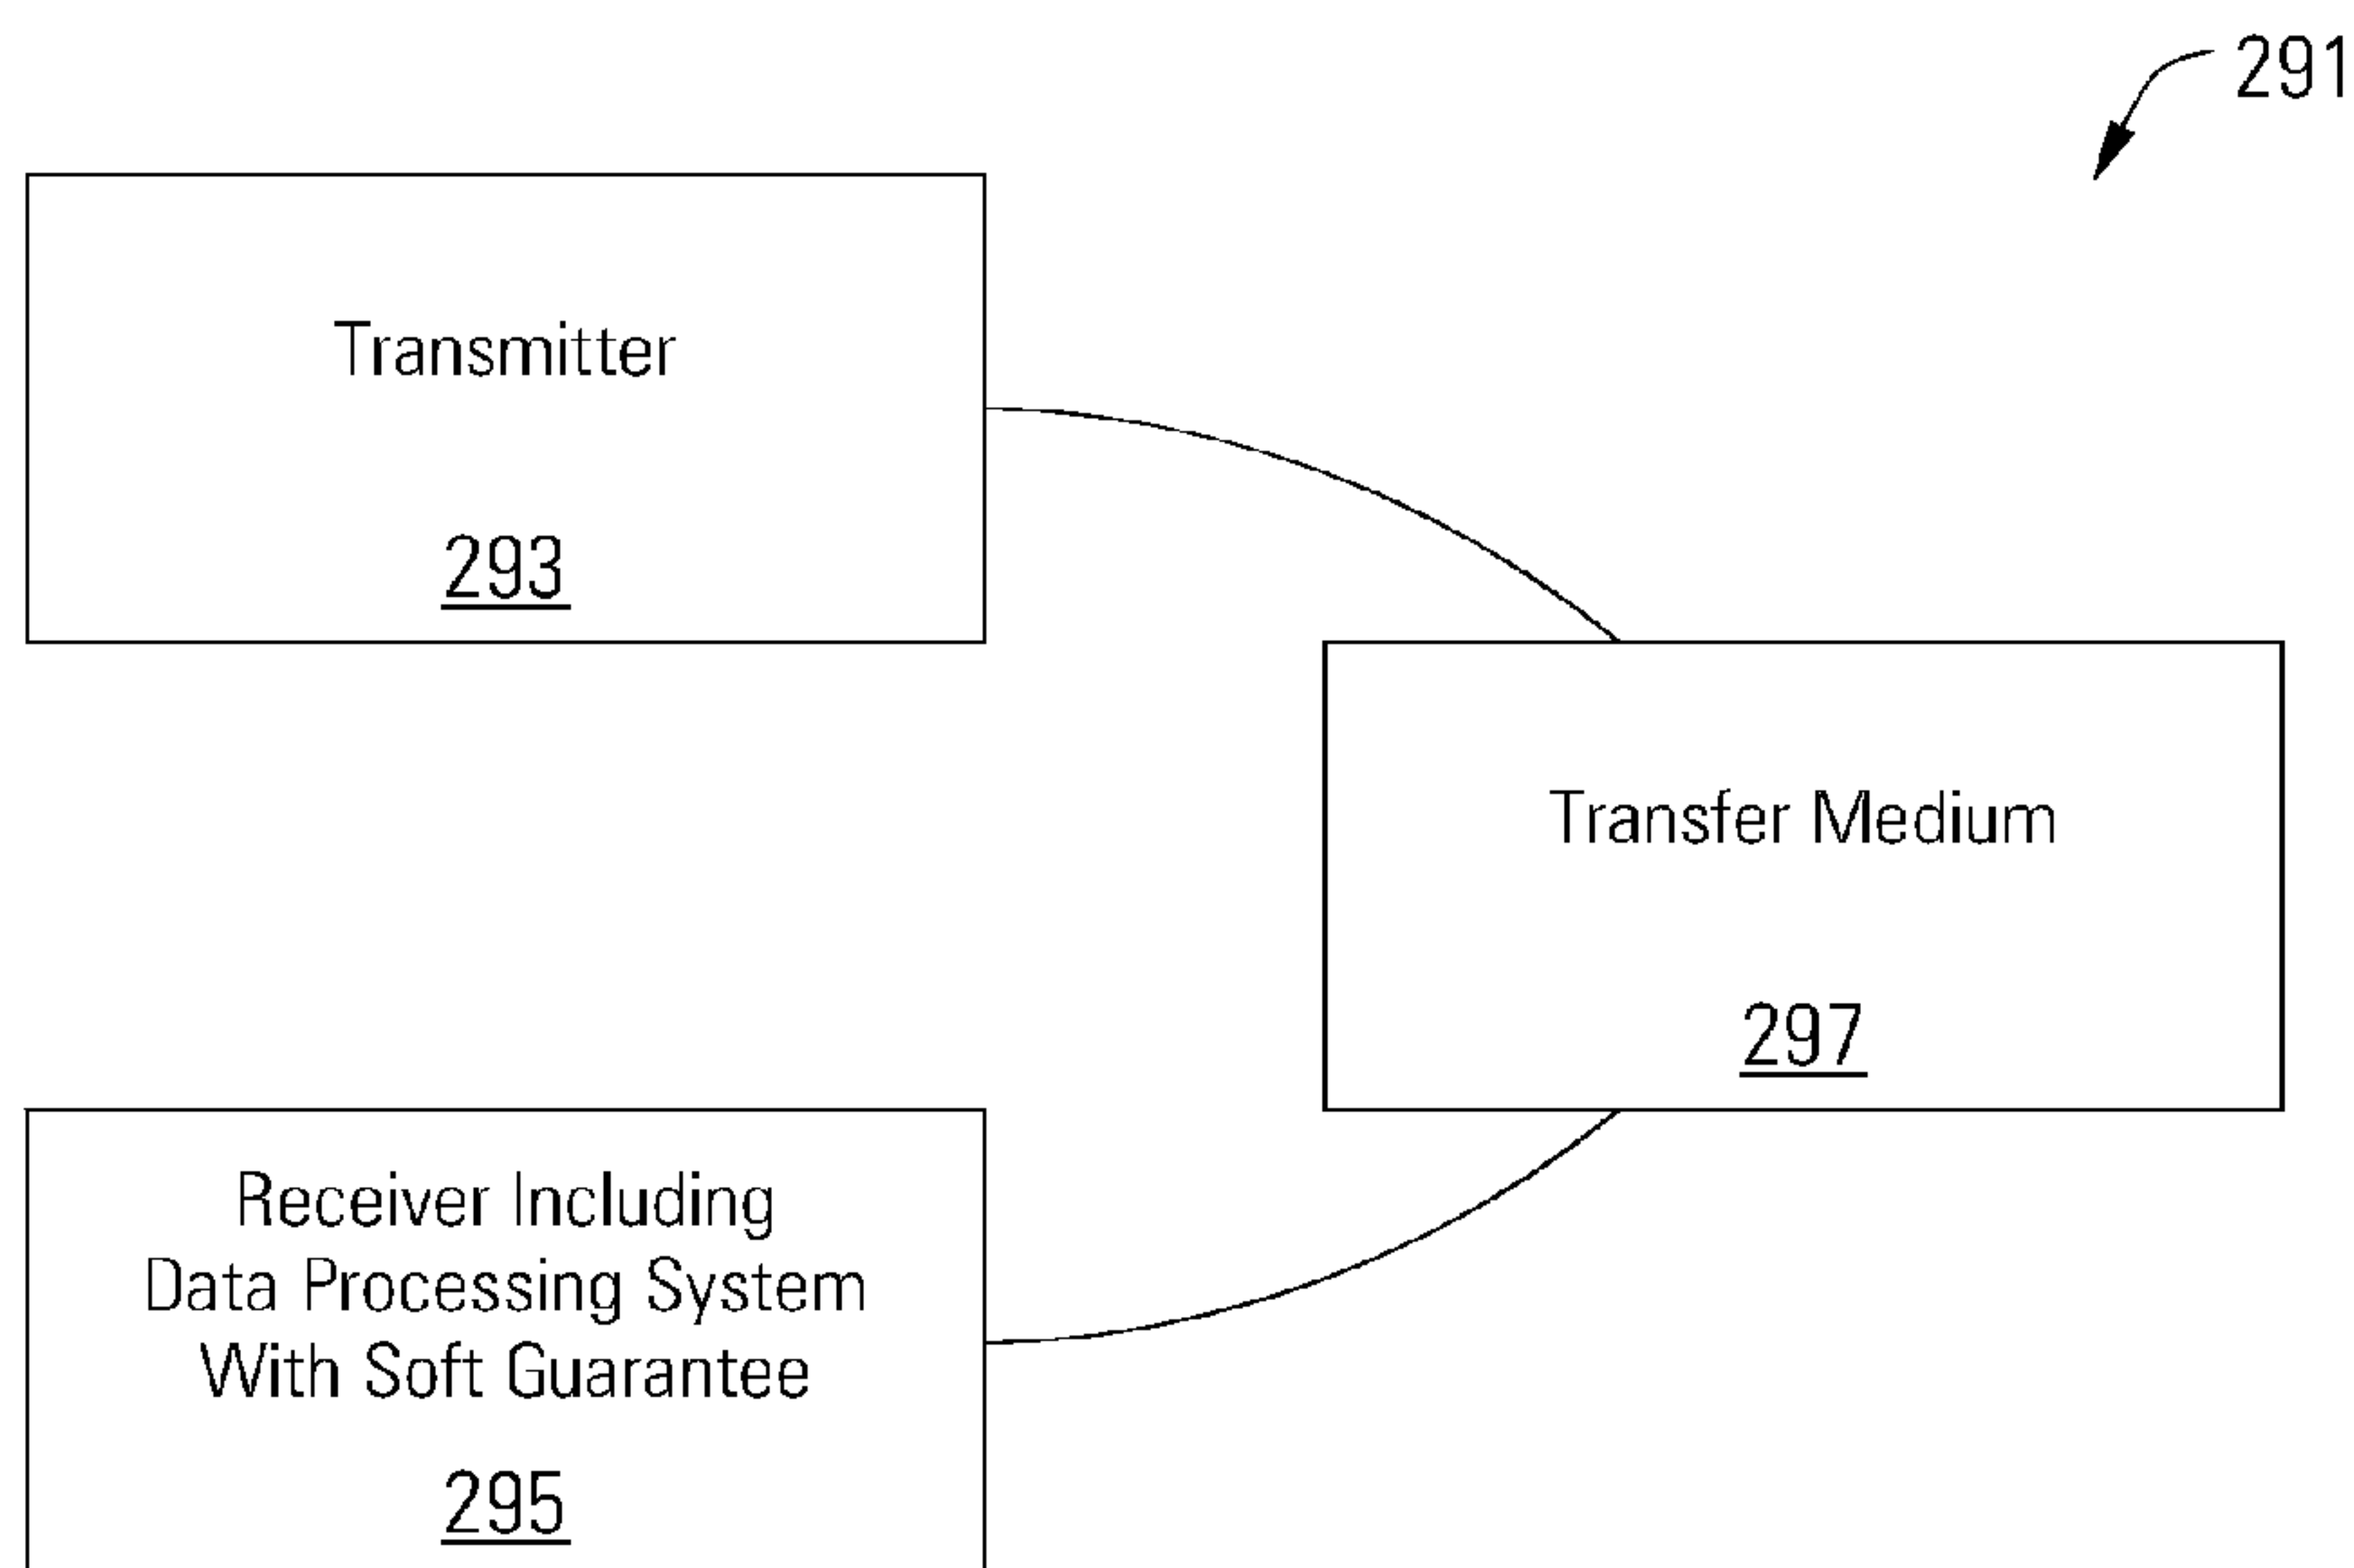 291
Transmitter
293
Transfer Medium
297
Receiver Including
Data Processing System
With Soft Guarantee
295